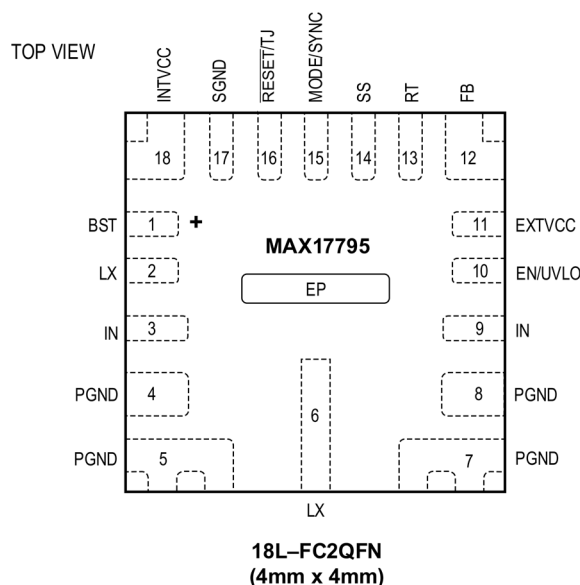 TOP VIEW
INTVCC
SGND
RESET/TJ
MODE/SYNC
SS
RT
FB
18
17
16
15
14
13
12
BST
1
+
11
EXTVCC
MAX17795
LX
2
10
EN/UVLO
EP
IN
3
9
IN
PGND
4
6
8
PGND
PGND
5
7
PGND
LX
18L–FC2QFN
(4mm x 4mm)